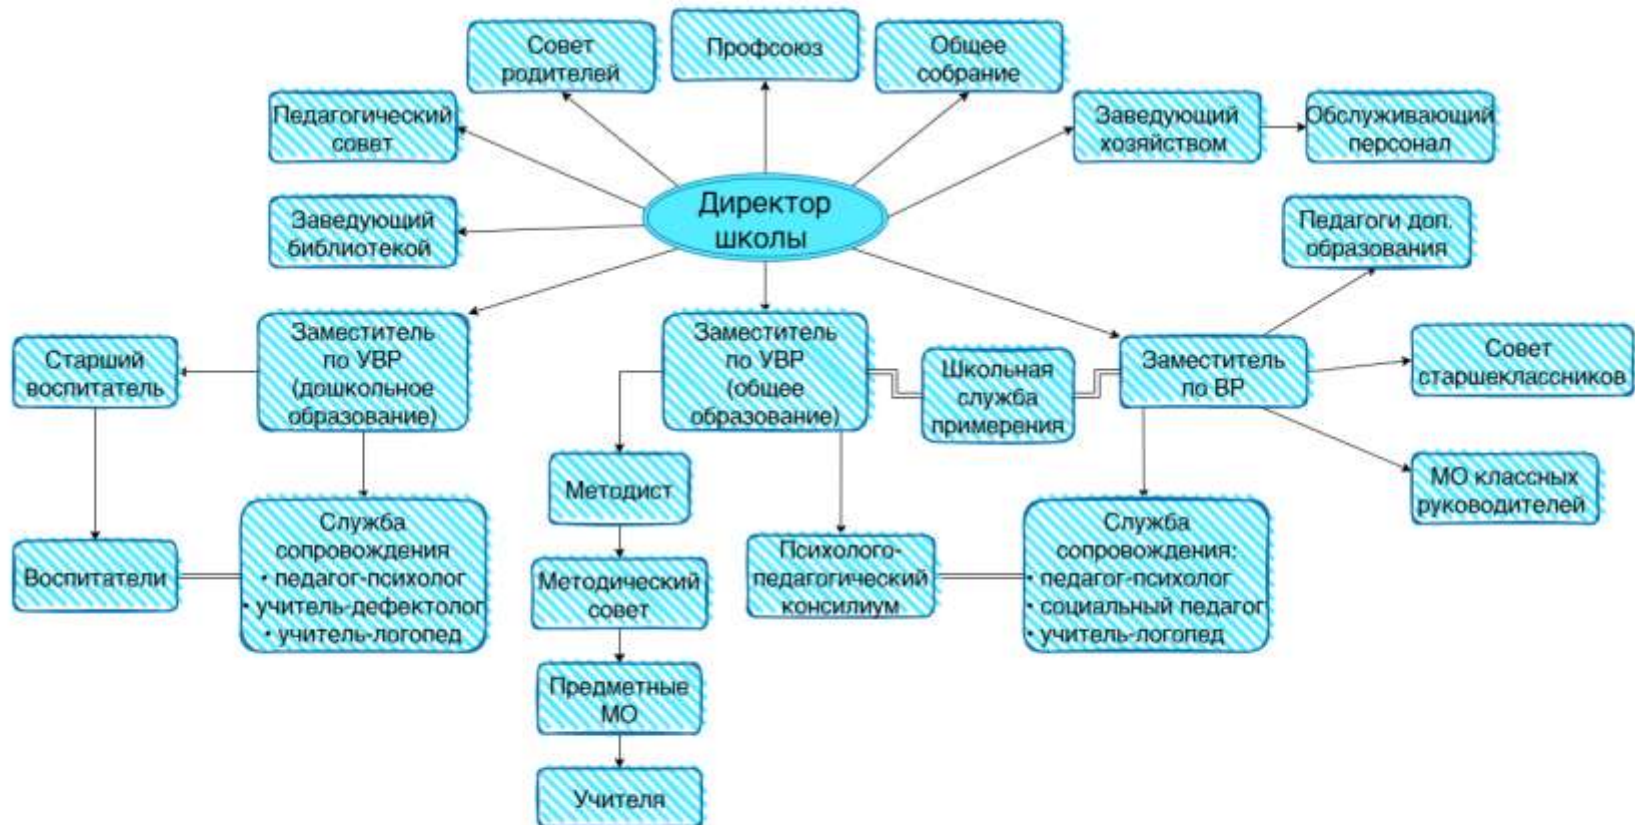 Совет
родителей
Профсоюз
Общее
собрание
Педагогический
совет
Заведующий
хозяйством
Обслуживающий
персонал
Заведующий
библиотекой
Директор
школы
Педагоги доп.
образования
Старший
воспитатель
Заместитель
по УВР
(дошкольное
образование)
Заместитель
по УВР
(общее
образование)
Школьная
служба
примерения
Заместитель
по ВР
Совет
старшеклассников
Методист
МО классных
руководителей
Воспитатели
Служба
сопровождения
• педагог-психолог
• учитель-дефектолог
• учитель-логопед
Методический
совет
Психолого-
педагогический
консилиум
Служба
сопровождения:
• педагог-психолог
• социальный педагог
• учитель-логопед
Предметные
МО
Учителя